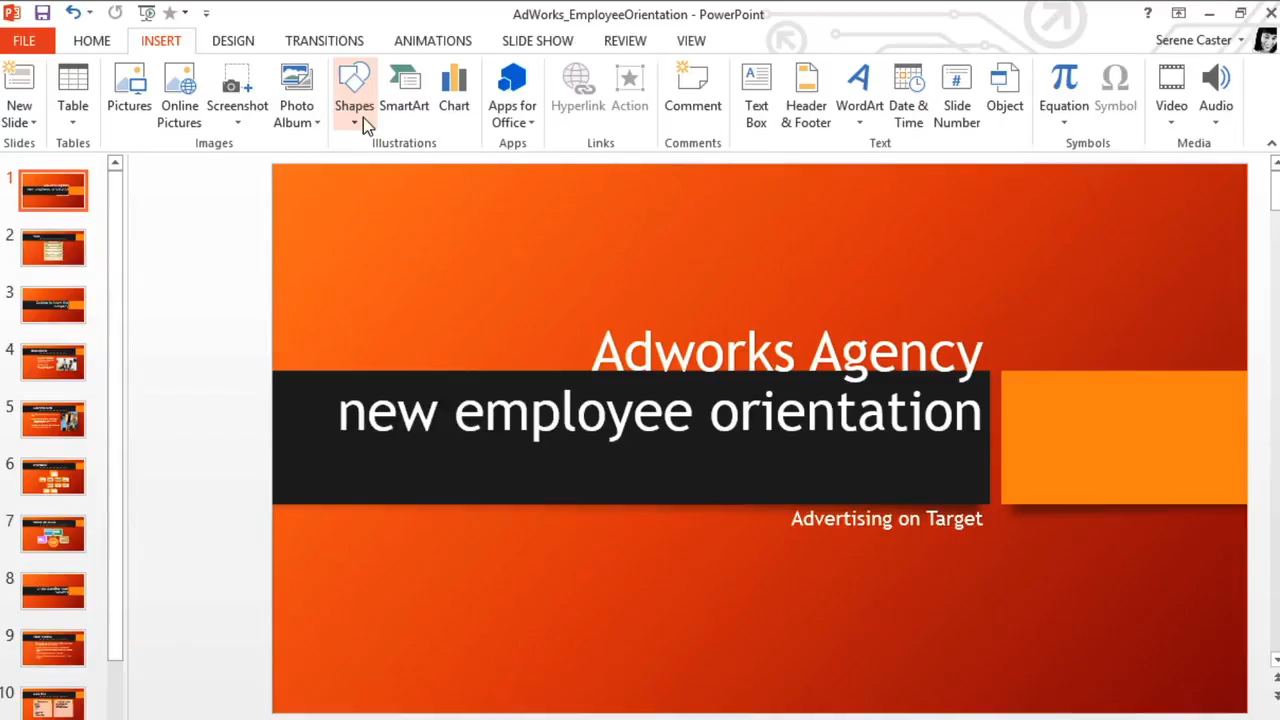 AdWorks_EmployeeOrientation - PowerPoint
?
FILE HOME INSERT DESIGN TRANSITIONS ANIMATIONS SLIDE SHOW REVIEW VIEW
Serene Caster
New Slide
Table
Pictures
Online Pictures
Screenshot
Photo Album
Shapes
SmartArt
Chart
Apps for Office
Hyperlink
Action
Comment
Text Box
Header & Footer
WordArt
Date & Time
Slide Number
Object
Equation
Symbol
Video
Audio
Slides Tables Images Illustrations Apps Links Comments Text Symbols Media
1
2
3
4
5
6
7
8
9
10
Adworks Agency
new employee orientation
Advertising on Target